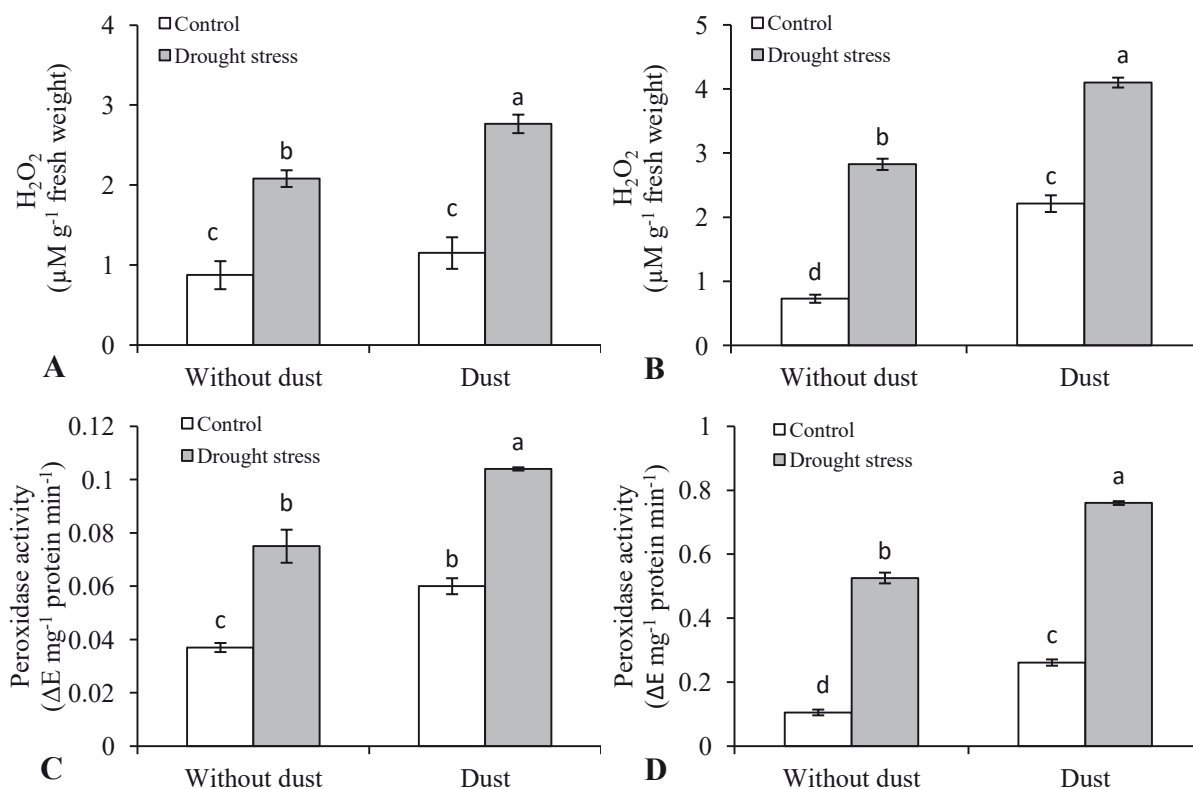 4
3
2
1
0
H₂O₂
(µM g⁻¹ fresh weight)
Control
Drought stress
c
b
c
a
A
Without dust
Dust
5
4
3
2
1
0
H₂O₂
(µM g⁻¹ fresh weight)
Control
Drought stress
d
b
c
a
B
Without dust
Dust
0.12
0.1
0.08
0.06
0.04
0.02
0
Peroxidase activity
(ΔE mg⁻¹ protein min⁻¹)
Control
Drought stress
c
b
b
a
C
Without dust
Dust
1
0.8
0.6
0.4
0.2
0
Peroxidase activity
(ΔE mg⁻¹ protein min⁻¹)
Control
Drought stress
d
b
c
a
D
Without dust
Dust